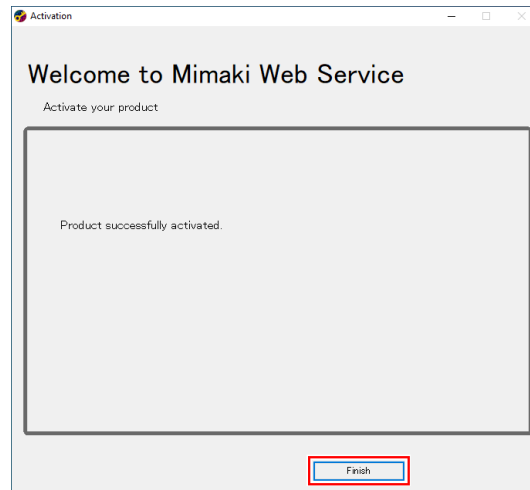 Activation
Welcome to Mimaki Web Service
Activate your product
Product successfully activated.
Finish